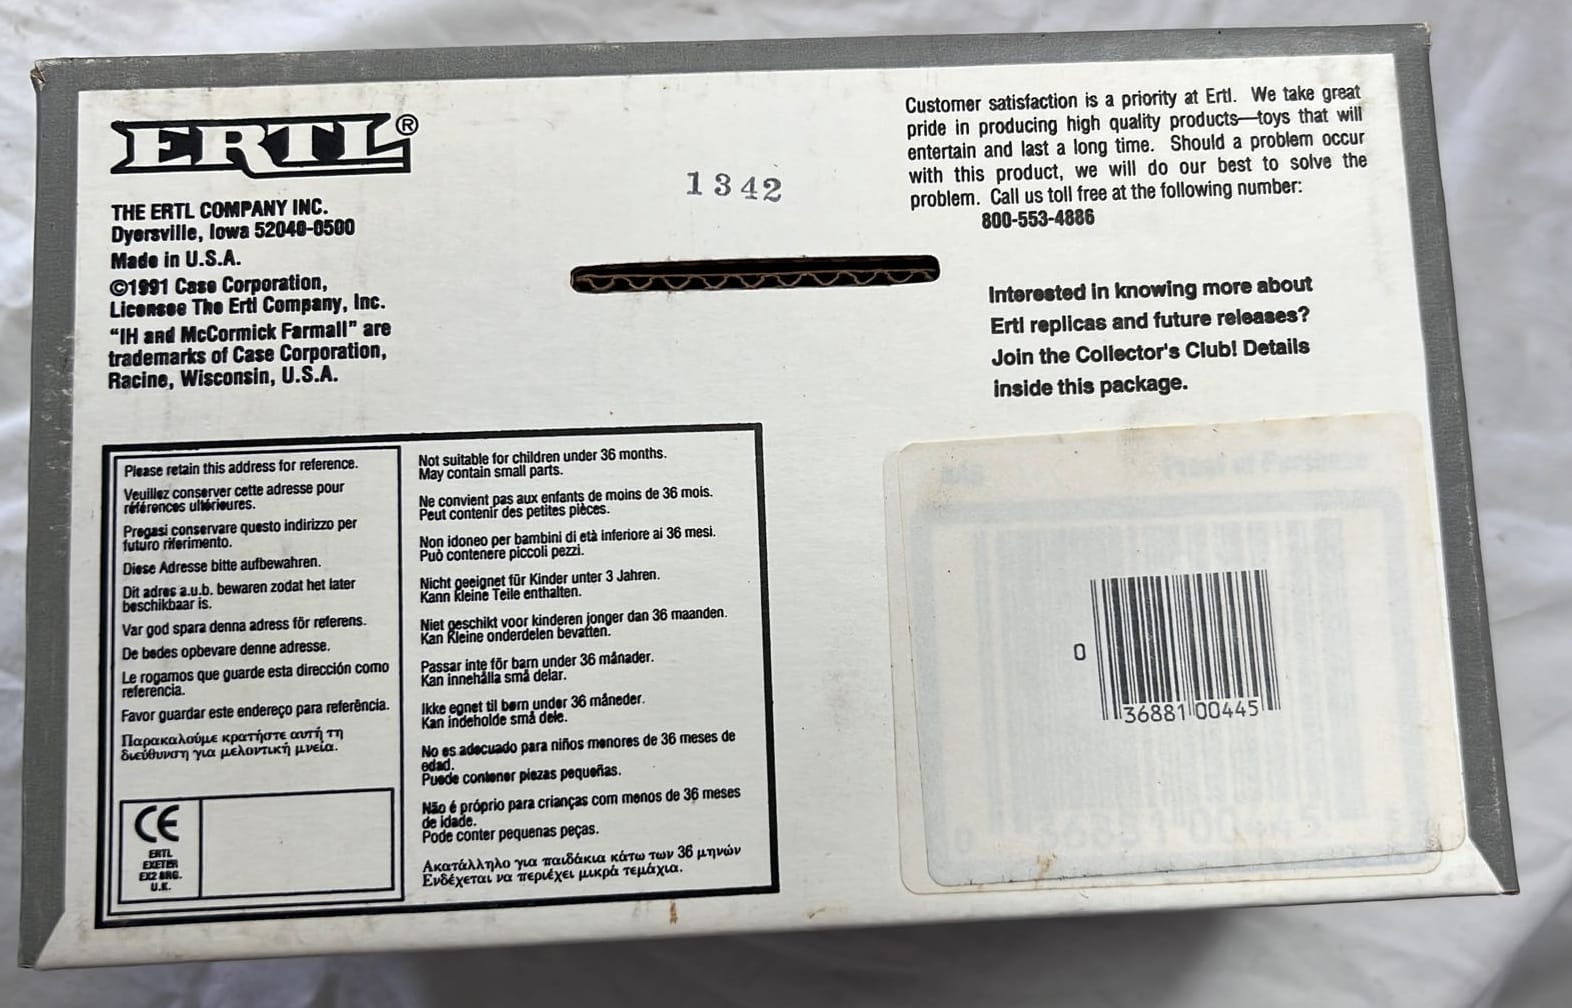 ERTL®
THE ERTL COMPANY INC.
Dyersville, Iowa 52040-0500
Made in U.S.A.
©1991 Case Corporation,
Licensee The Ertl Company, Inc.
“IH and McCormick Farmall” are
trademarks of Case Corporation,
Racine, Wisconsin, U.S.A.
1342
Customer satisfaction is a priority at Ertl. We take great
pride in producing high quality products—toys that will
entertain and last a long time. Should a problem occur
with this product, we will do our best to solve the
problem. Call us toll free at the following number:
800-553-4886
Interested in knowing more about
Ertl replicas and future releases?
Join the Collector's Club! Details
inside this package.
Please retain this address for reference.
Veuillez conserver cette adresse pour
références ultérieures.
Pregasi conservare questo indirizzo per
futuro riferimento.
Diese Adresse bitte aufbewahren.
Dit adres a.u.b. bewaren zodat het later
beschikbaar is.
Var god spara denna adress för referens.
De bedes opbevare denne adresse.
Le rogamos que guarde esta dirección como
referencia.
Favor guardar este endereço para referência.
Παρακαλούμε κρατήστε αυτή τη
διεύθυνση για μελοντική μνεία.
CE
ERTL
EXETER
EX2 8RG.
U.K.
Not suitable for children under 36 months.
May contain small parts.
Ne convient pas aux enfants de moins de 36 mois.
Peut contenir des petites pièces.
Non idoneo per bambini di età inferiore ai 36 mesi.
Può contenere piccoli pezzi.
Nicht geeignet für Kinder unter 3 Jahren.
Kann kleine Teile enthalten.
Niet geschikt voor kinderen jonger dan 36 maanden.
Kan Kleine onderdelen bevatten.
Passar inte för barn under 36 månader.
Kan innehålla små delar.
Ikke egnet til børn under 36 måneder.
Kan indeholde små dele.
No es adecuado para niños menores de 36 meses de
edad.
Puede contener piezas pequeñas.
Não é próprio para crianças com menos de 36 meses
de idade.
Pode conter pequenas peças.
Ακατάλληλο για παιδάκια κάτω των 36 μηνών
Ενδέχεται να περιέχει μικρά τεμάχια.
0 36881 00445